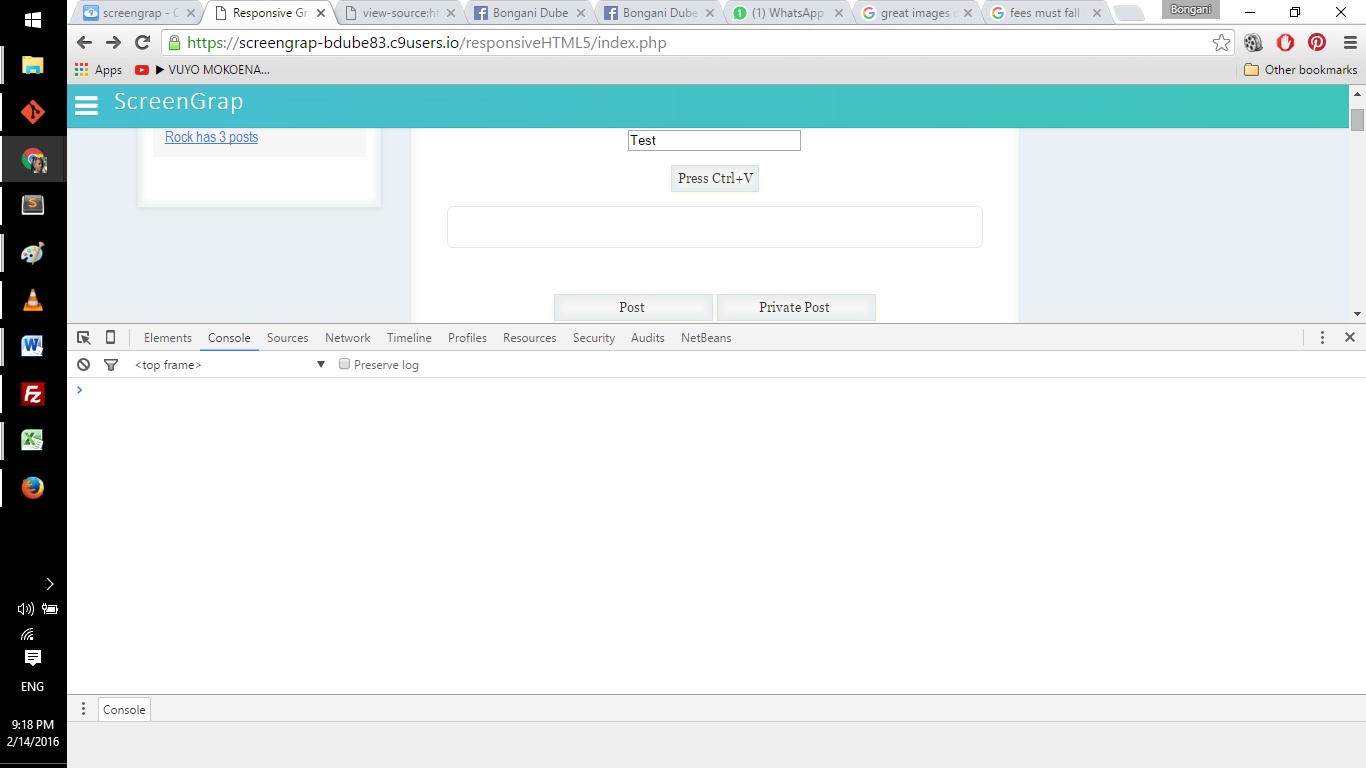 screengrap - C
Responsive Gr
view-source:ht
Bongani Dube
Bongani Dube
(1) WhatsApp
great images
fees must fall
Bongani
https://screengrap-bdube83.c9users.io/responsiveHTML5/index.php
Apps
VUYO MOKOENA...
Other bookmarks
ScreenGrap
Rock has 3 posts
Test
Press Ctrl+V
Post
Private Post
Elements
Console
Sources
Network
Timeline
Profiles
Resources
Security
Audits
NetBeans
<top frame>
Preserve log
Console
ENG
9:18 PM
2/14/2016